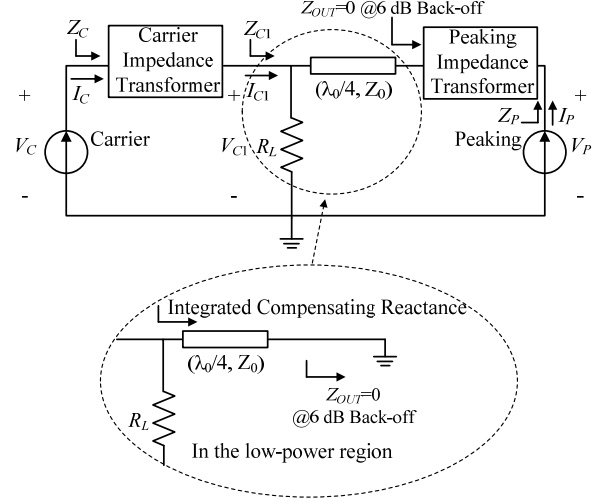 Z_OUT=0 @6 dB Back-off
Z_C
Carrier
Impedance
Transformer
Z_C1
Peaking
Impedance
Transformer
I_C
I_C1
(λ0/4, Z0)
Z_P
I_P
+
+
+
V_C
Carrier
V_C1
R_L
Peaking
V_P
-
-
-
Integrated Compensating Reactance
(λ0/4, Z0)
Z_OUT=0
@6 dB Back-off
R_L
In the low-power region